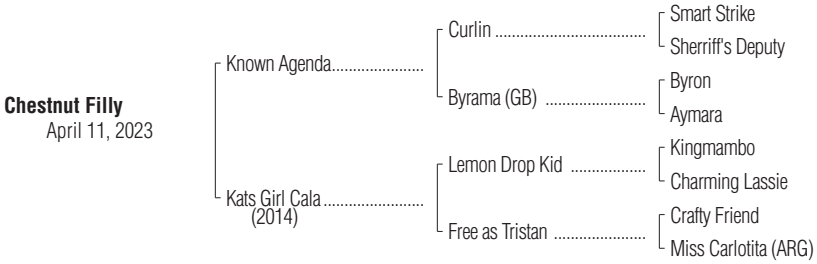 Smart Strike
Curlin ....................................
Sherriff's Deputy
Known Agenda......................
Byron
Byrama (GB) ........................
Aymara
Chestnut Filly
April 11, 2023
Kingmambo
Lemon Drop Kid ..................
Charming Lassie
Kats Girl Cala ........................
(2014)
Crafty Friend
Free as Tristan ......................
Miss Carlotita (ARG)